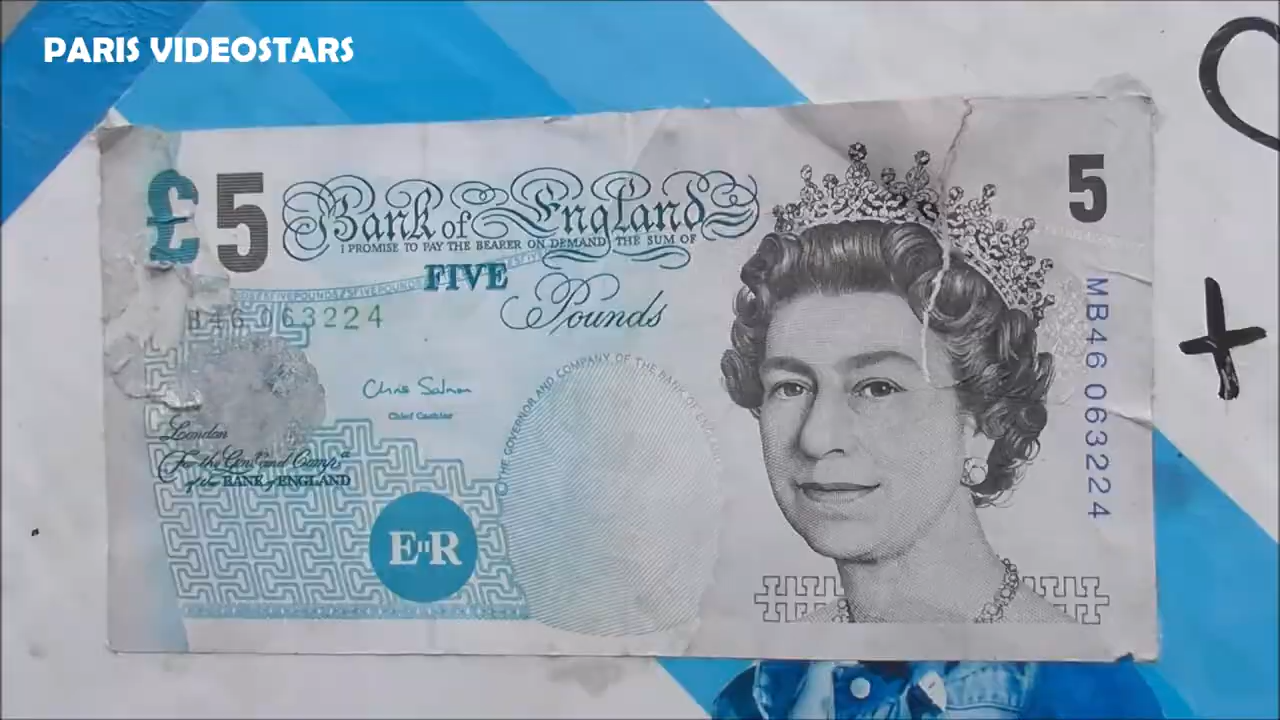 PARIS VIDEOSTARS
£5
Bank of England
5
I PROMISE TO PAY THE BEARER ON DEMAND THE SUM OF
FIVE
Pounds
B46 063224
MB46 063224
THE GOVERNOR AND COMPANY OF THE BANK OF ENGLAND
Chris Salmon
Chief Cashier
London
For the Gov.r and Comp.a
of the BANK of ENGLAND
EIIR